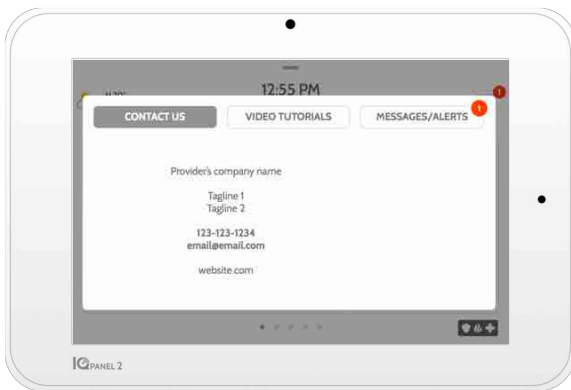 12:55 PM
1
CONTACT US
VIDEO TUTORIALS
MESSAGES/ALERTS
1
Provider's company name
Tagline 1
Tagline 2
123-123-1234
email@email.com
website.com
IQ PANEL 2